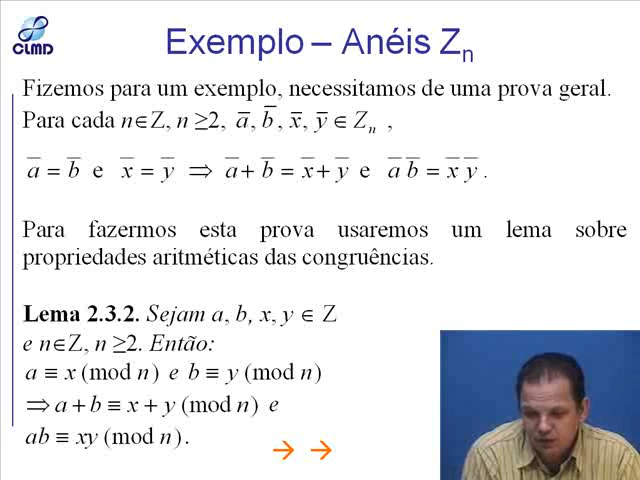 CLMD
Exemplo – Anéis Zₙ
Fizemos para um exemplo, necessitamos de uma prova geral.
Para cada n∈Z, n ≥2, a̅, b̅, x̅, y̅ ∈ Zₙ ,
a̅ = b̅ e x̅ = y̅ ⇒ a̅ + b̅ = x̅ + y̅ e a̅ b̅ = x̅ y̅ .
Para fazermos esta prova usaremos um lema sobre
propriedades aritméticas das congruências.
Lema 2.3.2. Sejam a, b, x, y ∈ Z
e n∈Z, n ≥2. Então:
a ≡ x (mod n) e b ≡ y (mod n)
⇒ a + b ≡ x + y (mod n) e
ab ≡ xy (mod n).
→ →